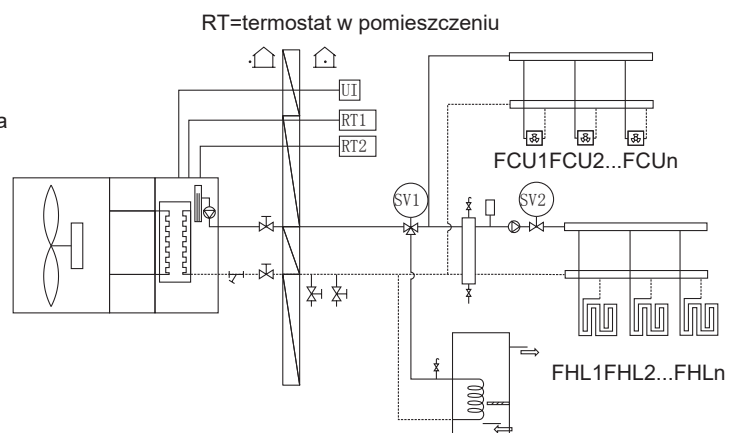 RT=termostat w pomieszczeniu
UI
a
RT1
RT2
FCU1FCU2...FCUn
SV1
SV2
FHL1FHL2...FHLn